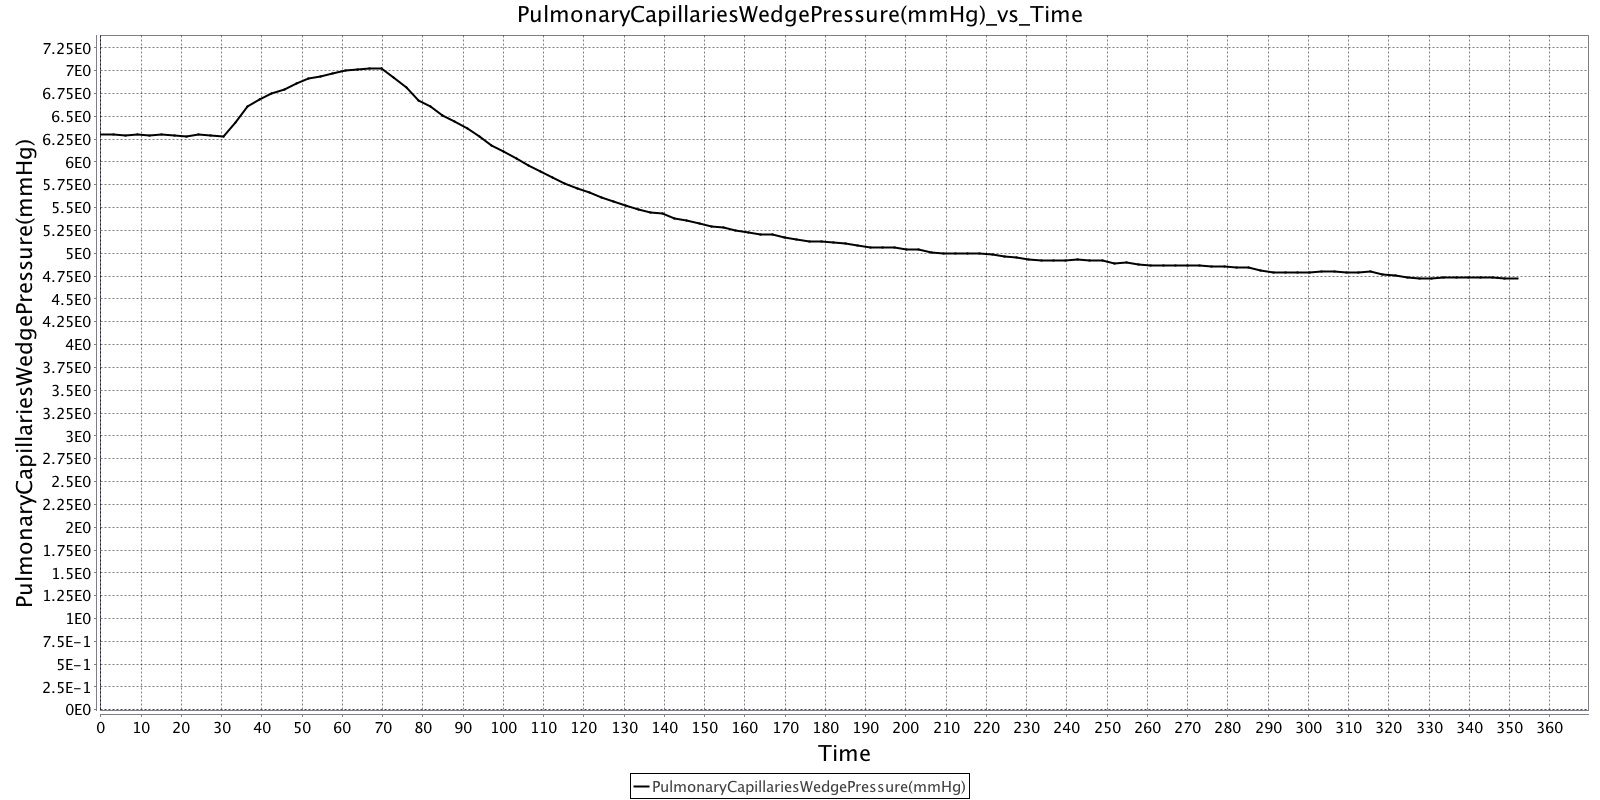 PulmonaryCapillariesWedgePressure(mmHg)_vs_Time
PulmonaryCapillariesWedgePressure(mmHg)
7.25E0
7E0
6.75E0
6.5E0
6.25E0
6E0
5.75E0
5.5E0
5.25E0
5E0
4.75E0
4.5E0
4.25E0
4E0
3.75E0
3.5E0
3.25E0
3E0
2.75E0
2.5E0
2.25E0
2E0
1.75E0
1.5E0
1.25E0
1E0
7.5E-1
5E-1
2.5E-1
0E0
0 10 20 30 40 50 60 70 80 90 100 110 120 130 140 150 160 170 180 190 200 210 220 230 240 250 260 270 280 290 300 310 320 330 340 350 360
Time
PulmonaryCapillariesWedgePressure(mmHg)